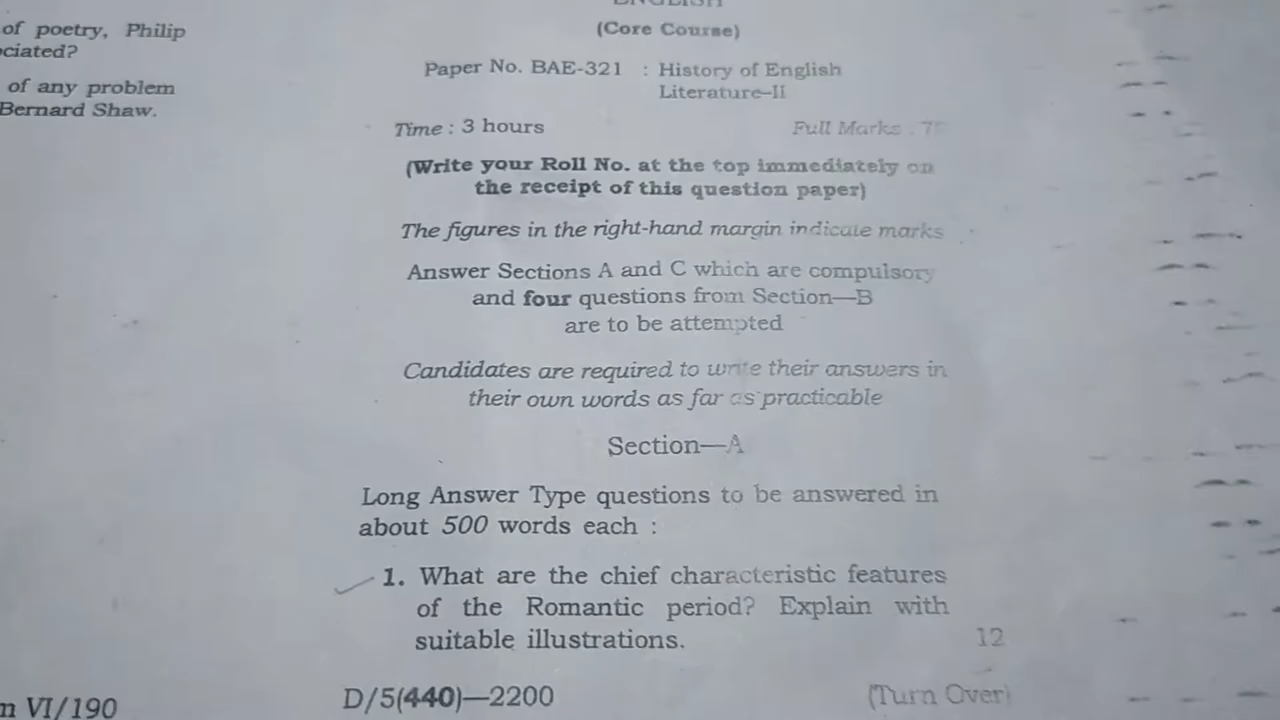 of poetry, Philip
ociated?
of any problem
Bernard Shaw.
ENGLISH
(Core Course)
Paper No. BAE-321 : History of English
Literature-II
Time : 3 hours Full Marks :
(Write your Roll No. at the top immediately on
the receipt of this question paper)
The figures in the right-hand margin indicate marks
Answer Sections A and C which are compulsory
and four questions from Section—B
are to be attempted
Candidates are required to write their answers in
their own words as far as practicable
Section—A
Long Answer Type questions to be answered in
about 500 words each :
1. What are the chief characteristic features
of the Romantic period? Explain with
suitable illustrations. 12
n VI/190
D/5(440)—2200 (Turn Over)